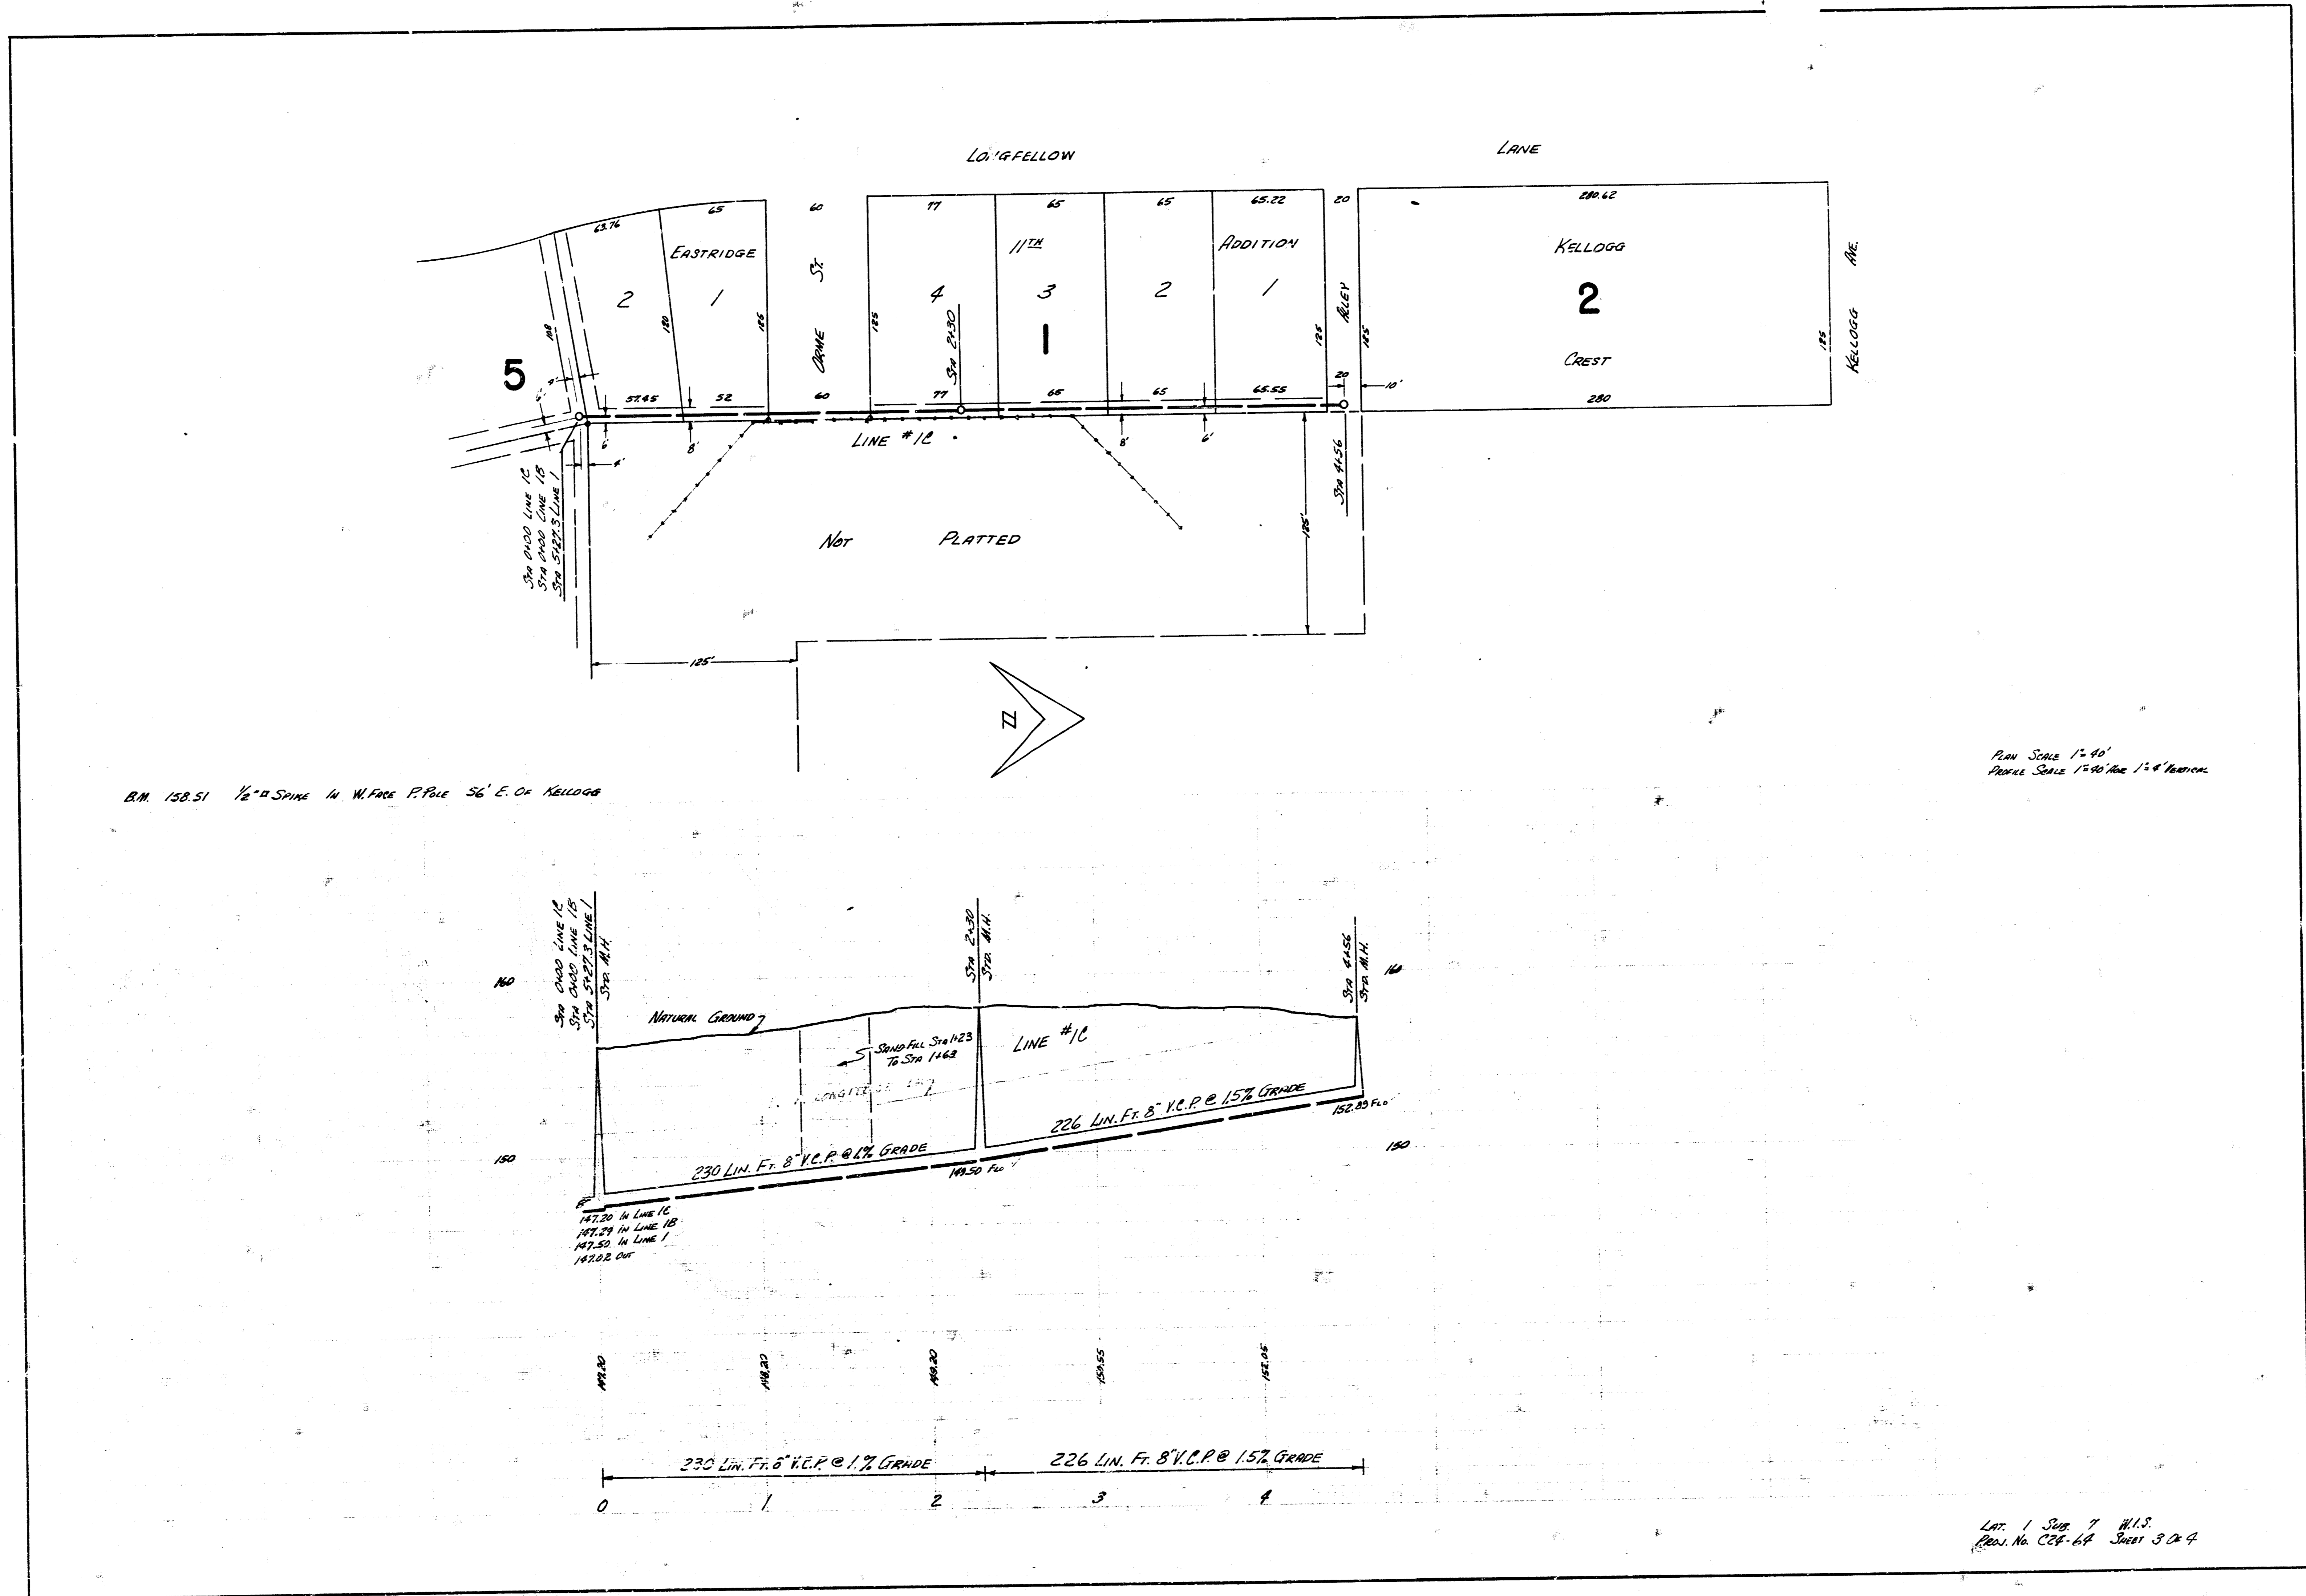 LONGFELLOW LANE
63.76 65 60 77 65 65 65.22 20 280.62
EASTRIDGE 11TH ADDITION KELLOGG
2 1 4 3 2 1 2
ORME ST.
ALLEY
KELLOGG AVE.
108 120 125 125 125 125 125
STA 2+30
1
CREST
5
4'
57.45 52 60 77 65 65 65.55 20 10' 280
6' 8' LINE #1C 8' 6'
4'
STA 0+00 LINE 1C
STA 0+00 LINE 1B
STA 5+27.3 LINE 1
STA 4+56
125'
NOT PLATTED
125'
N
PLAN SCALE 1"=40'
PROFILE SCALE 1"=40' HOR 1"=4' VERTICAL
B.M. 158.51 1/2"□ SPIKE IN W. FACE P. POLE 56' E. OF KELLOGG
STA 0+00 LINE 1C
STA 0+00 LINE 1B
STA 5+27.3 LINE 1
STD. M.H.
STA 2+30
STD. M.H.
STA 4+56
STD. M.H.
160 160
NATURAL GROUND
SAND FILL STA 1+23
TO STA 1+63
LINE #1C
226 LIN. FT. 8" V.C.P. @ 1.5% GRADE
152.89 FLO
150 150
230 LIN. FT. 8" V.C.P. @ 1.% GRADE
149.50 FLO
147.20 IN LINE 1C
147.29 IN LINE 1B
147.50 IN LINE 1
147.02 OUT
147.20 148.20 149.20 150.55 152.05
230 LIN. FT. 8" V.C.P. @ 1.% GRADE 226 LIN. FT. 8" V.C.P. @ 1.5% GRADE
0 1 2 3 4
LAT. 1 SUB. 7 W.I.S.
PROJ. NO. C24-64 SHEET 3 OF 4